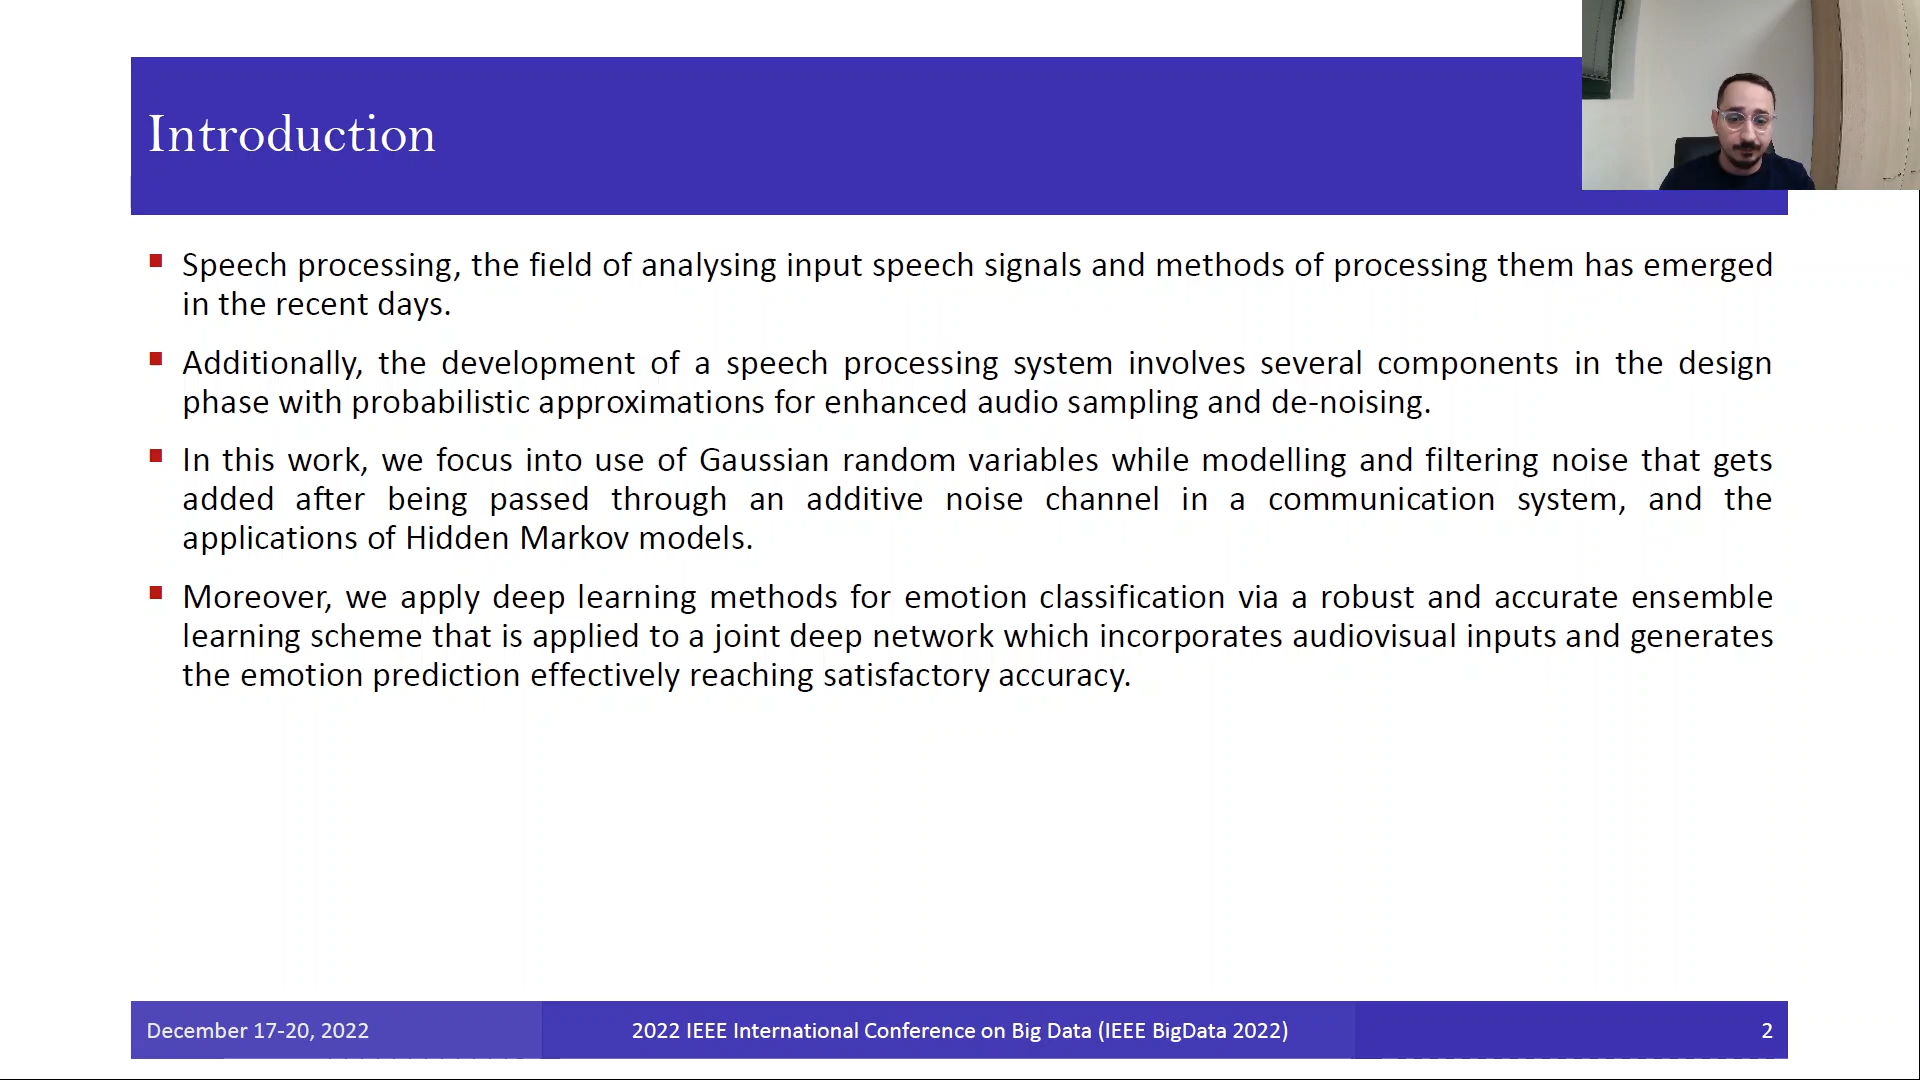 Introduction
Speech processing, the field of analysing input speech signals and methods of processing them has emerged
in the recent days.
Additionally, the development of a speech processing system involves several components in the design
phase with probabilistic approximations for enhanced audio sampling and de-noising.
In this work, we focus into use of Gaussian random variables while modelling and filtering noise that gets
added after being passed through an additive noise channel in a communication system, and the
applications of Hidden Markov models.
Moreover, we apply deep learning methods for emotion classification via a robust and accurate ensemble
learning scheme that is applied to a joint deep network which incorporates audiovisual inputs and generates
the emotion prediction effectively reaching satisfactory accuracy.
December 17-20, 2022
2022 IEEE International Conference on Big Data (IEEE BigData 2022)
2